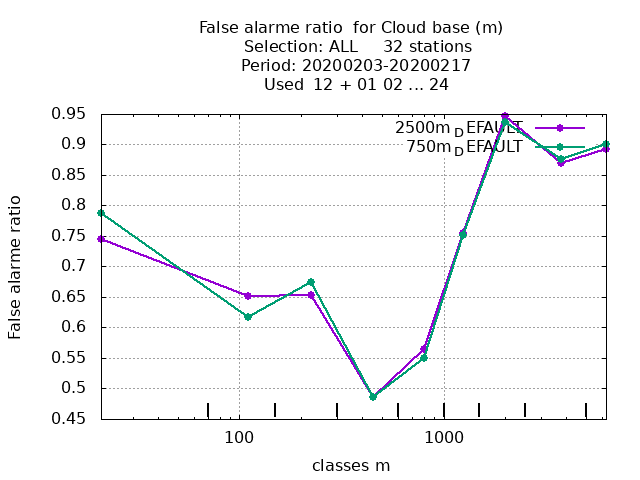 False alarme ratio  for Cloud base (m)
Selection: ALL     32 stations
Period: 20200203-20200217
Used  12 + 01 02 ... 24
0.95
0.9
0.85
0.8
0.75
0.7
0.65
0.6
0.55
0.5
0.45
False alarme ratio
2500m_DEFAULT
750m_DEFAULT
100
1000
classes m